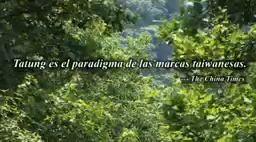 Tatung es el paradigma de las marcas taiwanesas.
--- The China Times